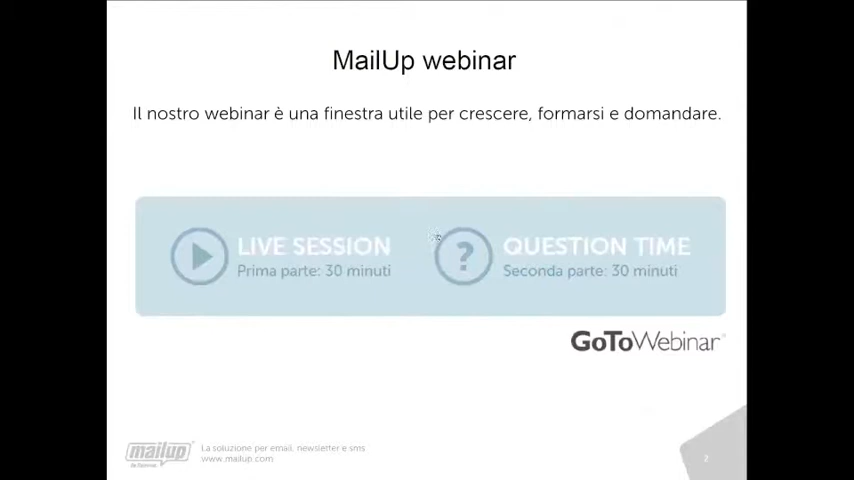 MailUp webinar
Il nostro webinar è una finestra utile per crescere, formarsi e domandare.
LIVE SESSION
Prima parte: 30 minuti
?
QUESTION TIME
Seconda parte: 30 minuti
GoToWebinar
mailup
La soluzione per email, newsletter e sms
www.mailup.com
2